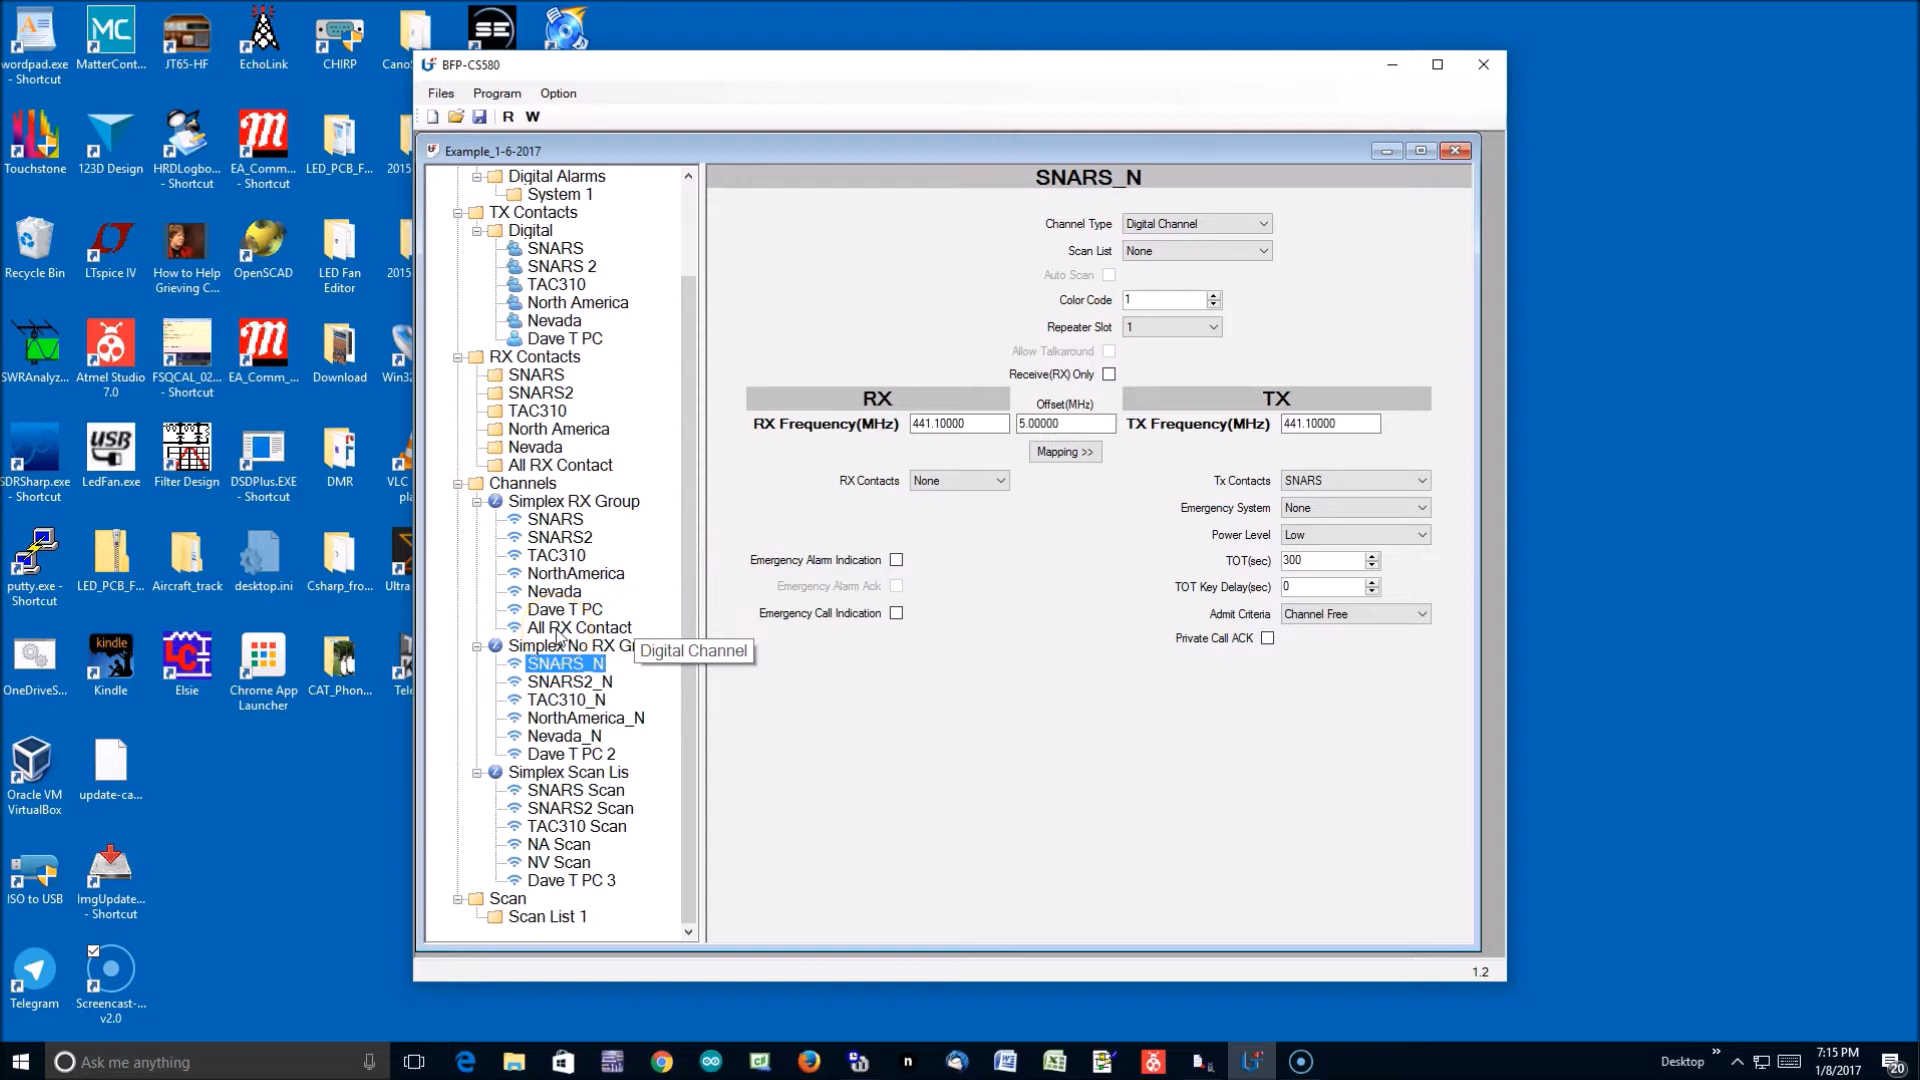 wordpad.exe - Shortcut
MatterCont...
JT65-HF
EchoLink
CHIRP
Touchstone
123D Design
HRDLogbo... - Shortcut
EA_Comm... - Shortcut
LED_PCB_F...
Recycle Bin
LTspice IV
How to Help Grieving C...
OpenSCAD
LED Fan Editor
SWRAnalyz...
Atmel Studio 7.0
FSQCAL_02... - Shortcut
EA_Comm_...
Download
SDRSharp.exe - Shortcut
LedFan.exe
Filter Design
DSDPlus.EXE - Shortcut
DMR
putty.exe - Shortcut
LED_PCB_F...
Aircraft_track
desktop.ini
Csharp_fro...
OneDriveS...
Kindle
Elsie
Chrome App Launcher
CAT_Phon...
Oracle VM VirtualBox
update-ca...
ISO to USB
ImgUpdate... - Shortcut
Telegram
Screencast-... v2.0
BFP-CS580
Files Program Option
R W
Example_1-6-2017
Digital Alarms
System 1
TX Contacts
Digital
SNARS
SNARS 2
TAC310
North America
Nevada
Dave T PC
RX Contacts
SNARS
SNARS2
TAC310
North America
Nevada
All RX Contact
Channels
Simplex RX Group
SNARS
SNARS2
TAC310
NorthAmerica
Nevada
Dave T PC
All RX Contact
Simplex No RX Gr
Digital Channel
SNARS_N
SNARS2_N
TAC310_N
NorthAmerica_N
Nevada_N
Dave T PC 2
Simplex Scan Lis
SNARS Scan
SNARS2 Scan
TAC310 Scan
NA Scan
NV Scan
Dave T PC 3
Scan
Scan List 1
SNARS_N
Channel Type Digital Channel
Scan List None
Auto Scan
Color Code 1
Repeater Slot 1
Allow Talkaround
Receive(RX) Only
RX Offset(MHz) TX
RX Frequency(MHz) 441.10000 5.00000 TX Frequency(MHz) 441.10000
Mapping >>
RX Contacts None Tx Contacts SNARS
Emergency System None
Power Level Low
Emergency Alarm Indication TOT(sec) 300
Emergency Alarm Ack TOT Key Delay(sec) 0
Emergency Call Indication Admit Criteria Channel Free
Private Call ACK
1.2
Ask me anything
Desktop
7:15 PM
1/8/2017
20